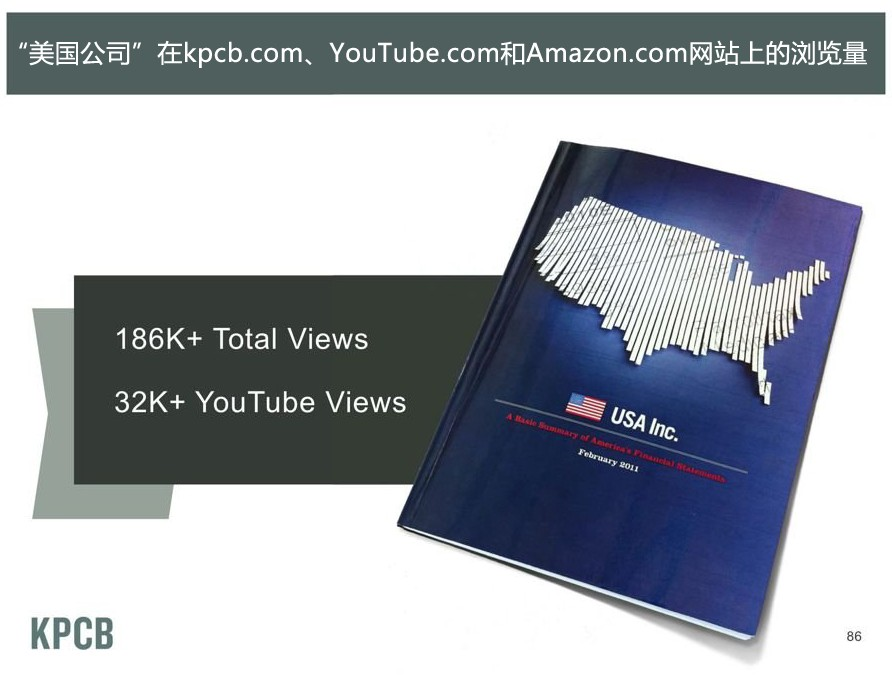 “美国公司”在kpcb.com、YouTube.com和Amazon.com网站上的浏览量
186K+ Total Views
32K+ YouTube Views
USA Inc.
A Basic Summary of America's Financial Statements
February 2011
KPCB
86